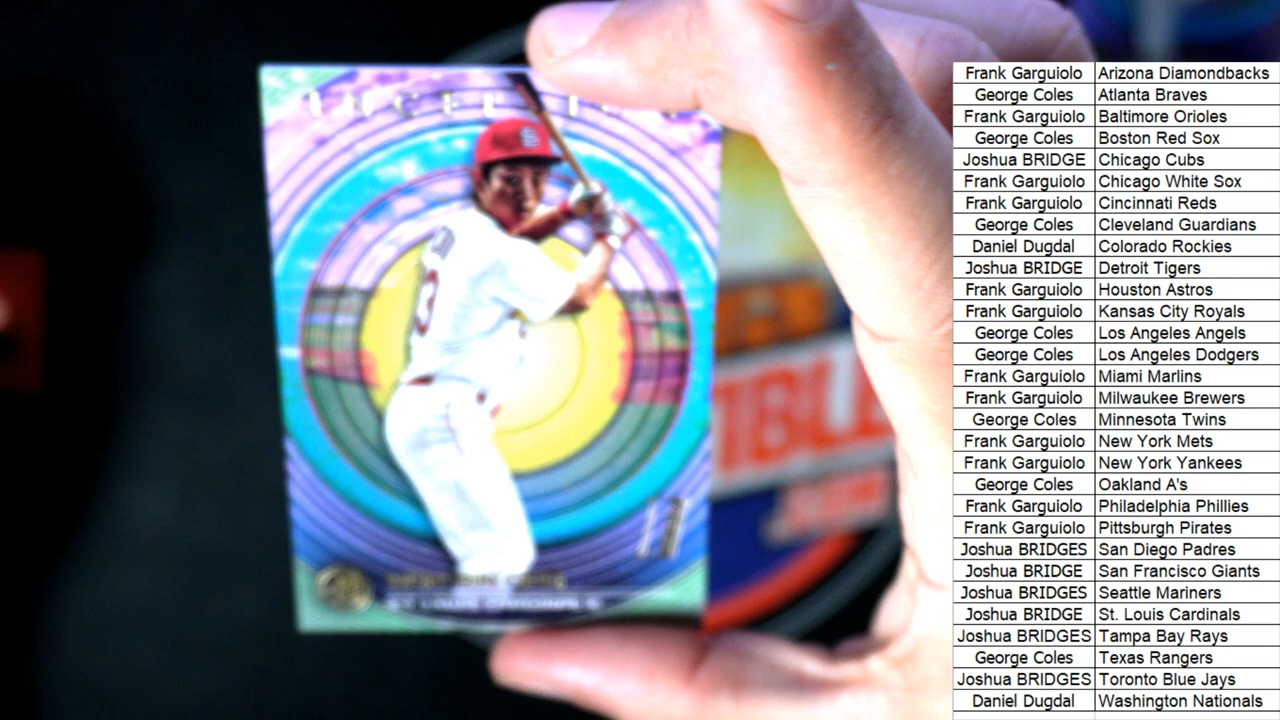 Frank Garguiolo Arizona Diamondbacks
George Coles Atlanta Braves
Frank Garguiolo Baltimore Orioles
George Coles Boston Red Sox
Joshua BRIDGE Chicago Cubs
Frank Garguiolo Chicago White Sox
Frank Garguiolo Cincinnati Reds
George Coles Cleveland Guardians
Daniel Dugdal Colorado Rockies
Joshua BRIDGE Detroit Tigers
Frank Garguiolo Houston Astros
Frank Garguiolo Kansas City Royals
George Coles Los Angeles Angels
George Coles Los Angeles Dodgers
Frank Garguiolo Miami Marlins
Frank Garguiolo Milwaukee Brewers
George Coles Minnesota Twins
Frank Garguiolo New York Mets
Frank Garguiolo New York Yankees
George Coles Oakland A's
Frank Garguiolo Philadelphia Phillies
Frank Garguiolo Pittsburgh Pirates
Joshua BRIDGES San Diego Padres
Joshua BRIDGE San Francisco Giants
Joshua BRIDGES Seattle Mariners
Joshua BRIDGE St. Louis Cardinals
Joshua BRIDGES Tampa Bay Rays
George Coles Texas Rangers
Joshua BRIDGES Toronto Blue Jays
Daniel Dugdal Washington Nationals